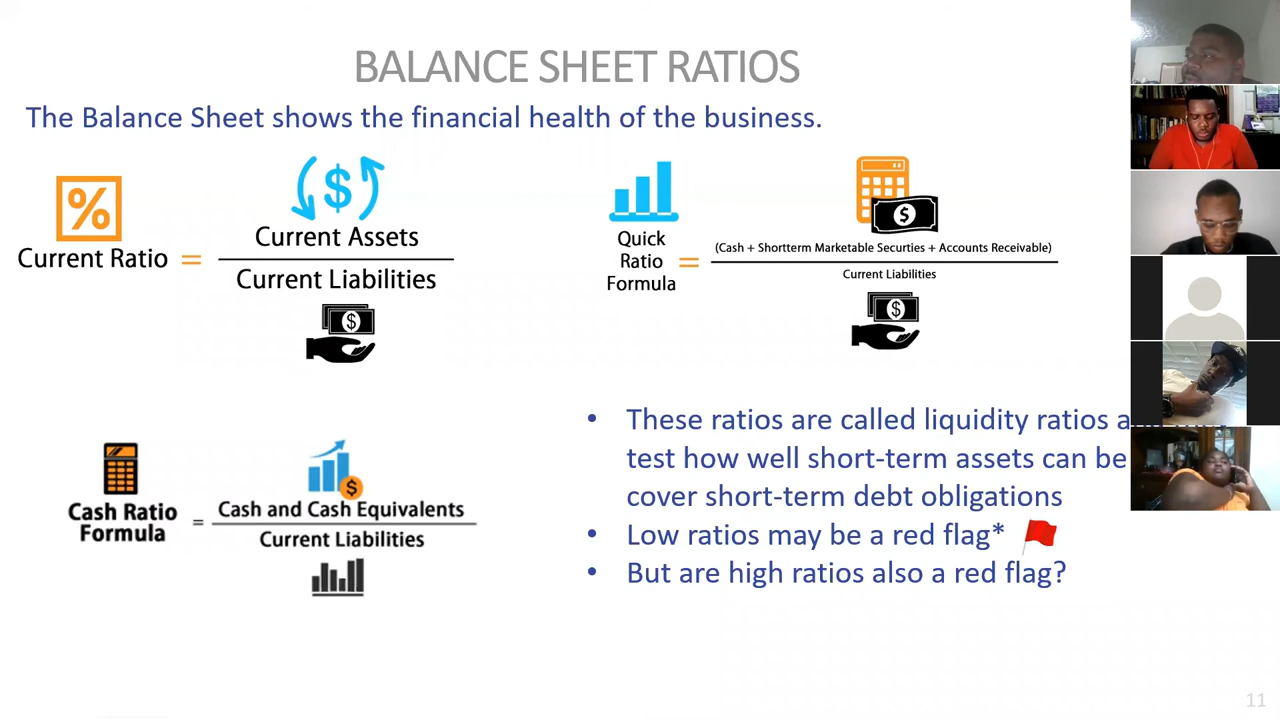 BALANCE SHEET RATIOS
The Balance Sheet shows the financial health of the business.
%
Current Ratio =
$
Current Assets
Current Liabilities
$
Quick
Ratio
Formula
=
$
(Cash + Shortterm Marketable Securties + Accounts Receivable)
Current Liabilities
$
Cash Ratio
Formula
=
$
Cash and Cash Equivalents
Current Liabilities
• These ratios are called liquidity ratios
test how well short-term assets can be
cover short-term debt obligations
• Low ratios may be a red flag*
• But are high ratios also a red flag?
11